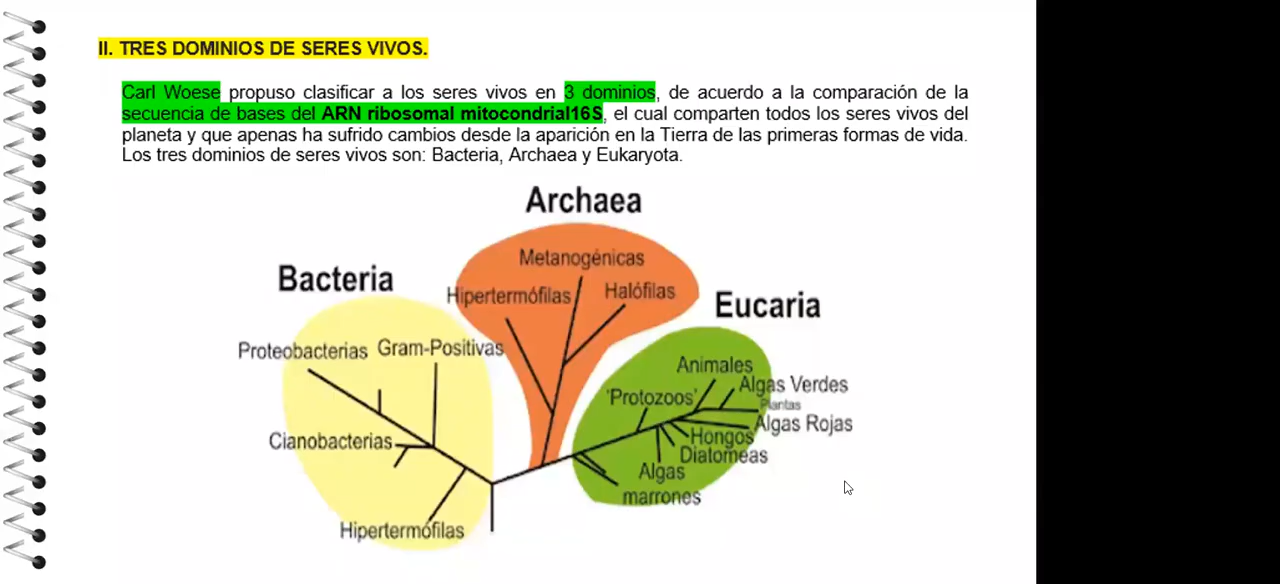 II. TRES DOMINIOS DE SERES VIVOS.
Carl Woese propuso clasificar a los seres vivos en 3 dominios, de acuerdo a la comparación de la
secuencia de bases del ARN ribosomal mitocondrial16S, el cual comparten todos los seres vivos del
planeta y que apenas ha sufrido cambios desde la aparición en la Tierra de las primeras formas de vida.
Los tres dominios de seres vivos son: Bacteria, Archaea y Eukaryota.
Archaea
Metanogénicas
Hipertermófilas
Halófilas
Bacteria
Proteobacterias
Gram-Positivas
Cianobacterias
Hipertermófilas
Eucaria
Animales
Algas Verdes
'Protozoos'
Plantas
Algas Rojas
Hongos
Diatomeas
Algas
marrones